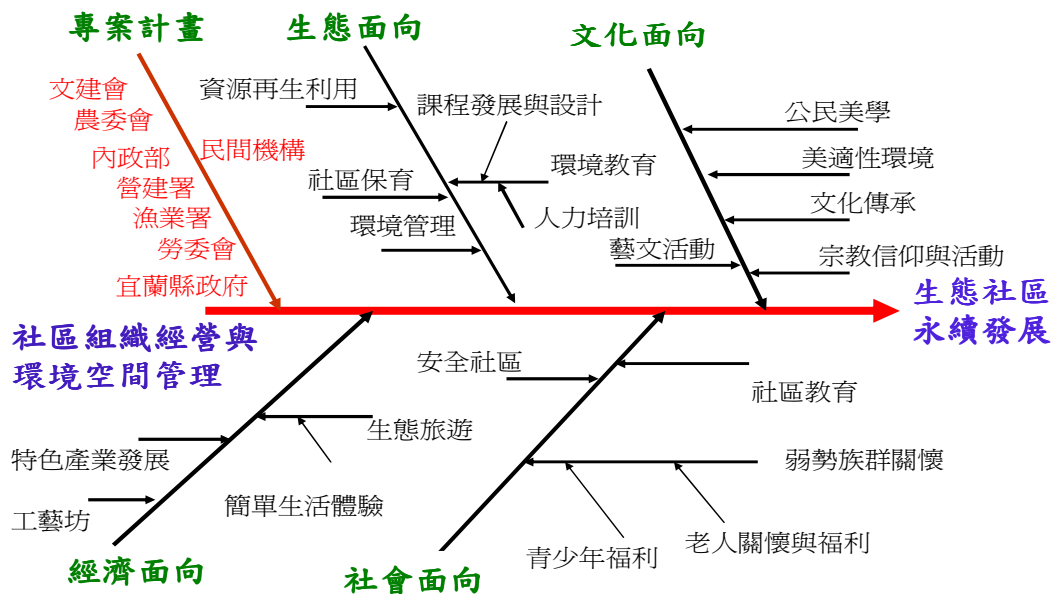 專案計畫
生態面向
文化面向
文建會
農委會
內政部
民間機構
營建署
漁業署
勞委會
宜蘭縣政府
資源再生利用
課程發展與設計
社區保育
環境教育
環境管理
人力培訓
公民美學
美適性環境
文化傳承
藝文活動
宗教信仰與活動
社區組織經營與
環境空間管理
生態社區
永續發展
安全社區
社區教育
生態旅遊
特色產業發展
簡單生活體驗
工藝坊
弱勢族群關懷
青少年福利
老人關懷與福利
經濟面向
社會面向